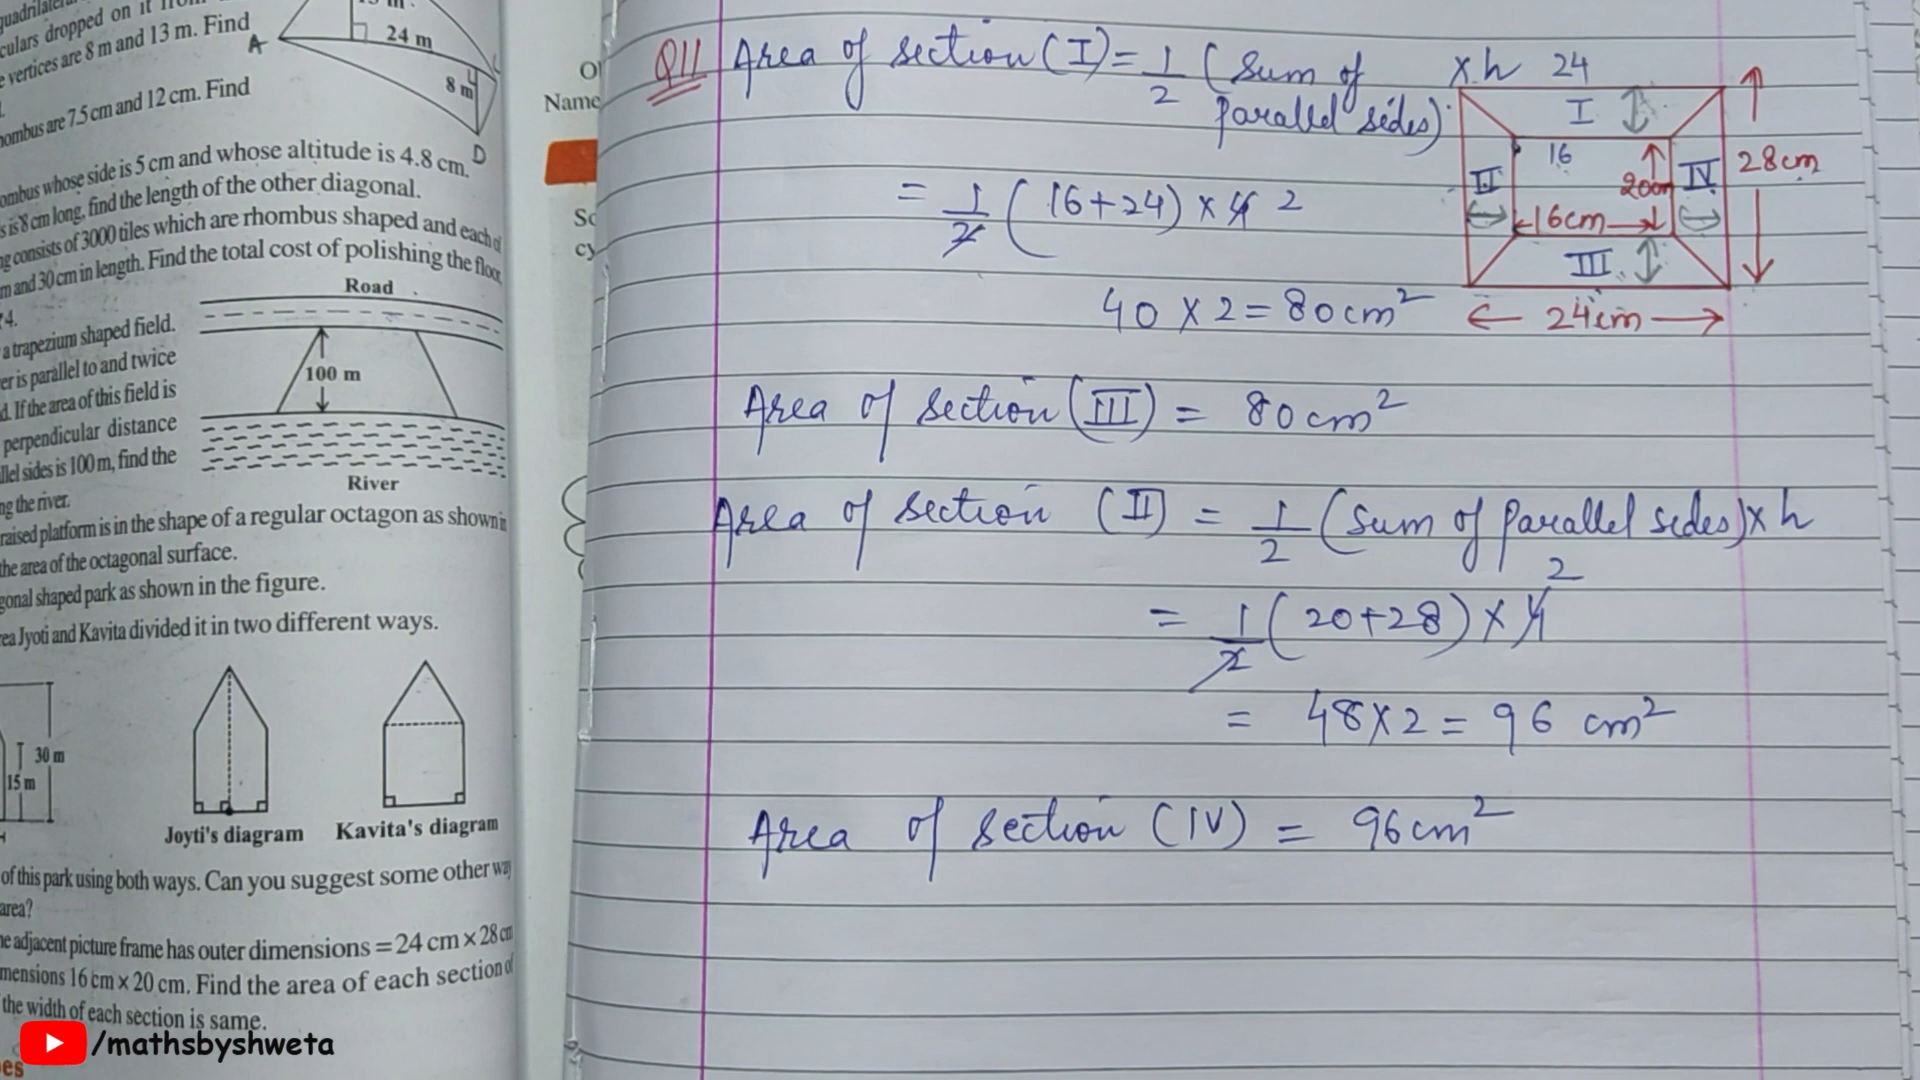 culars dropped on it
vertices are 8 m and 13 m. Find
A
24 m
8 m
D
ombus are 7.5 cm and 12 cm. Find
ombus whose side is 5 cm and whose altitude is 4.8 cm.
is 8 cm long, find the length of the other diagonal.
consists of 3000 tiles which are rhombus shaped and each of
m and 30 cm in length. Find the total cost of polishing the floor
4.
Road
a trapezium shaped field.
er is parallel to and twice
d. If the area of this field is
perpendicular distance
llel sides is 100 m, find the
ng the river.
100 m
River
raised platform is in the shape of a regular octagon as shown in
the area of the octagonal surface.
gonal shaped park as shown in the figure.
ea Jyoti and Kavita divided it in two different ways.
30 m
15 m
Joyti's diagram Kavita's diagram
of this park using both ways. Can you suggest some other way
area?
e adjacent picture frame has outer dimensions = 24 cm × 28 cm
mensions 16 cm × 20 cm. Find the area of each section of
the width of each section is same.
/mathsbyshweta
es
Name
Sc
cy
Q11 Area of section (I) = 1/2 (Sum of parallel sides) × h
24
I
16
II
IV
20cm
28cm
16cm
III
24cm
= 1/2 (16+24) × 4 2
40 × 2 = 80 cm²
Area of section (III) = 80 cm²
Area of section (II) = 1/2 (sum of parallel sides) × h
= 1/2 (20+28) × 4 2
= 48 × 2 = 96 cm²
Area of section (IV) = 96 cm²